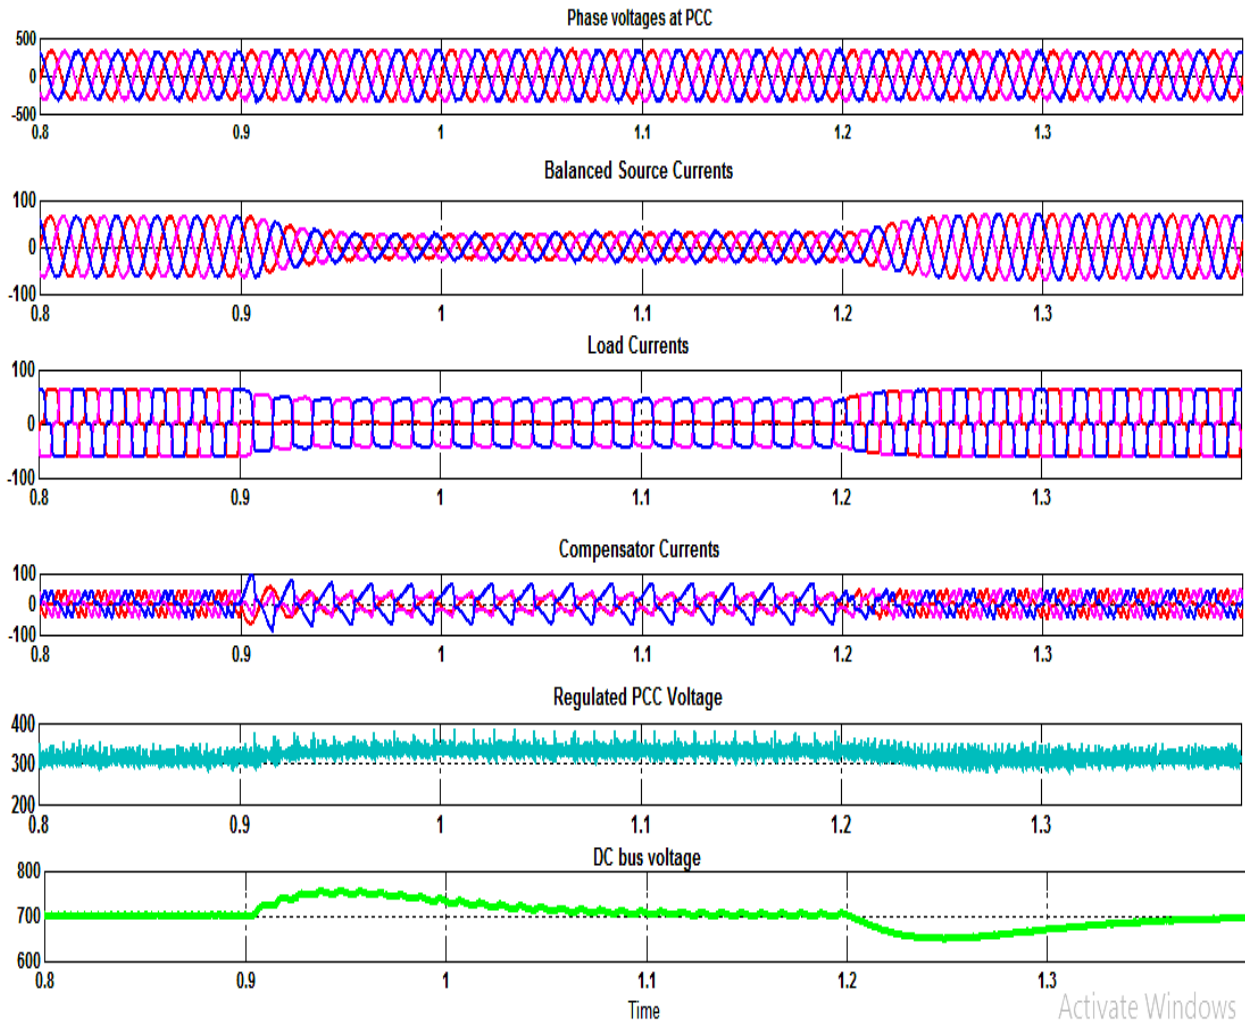 Phase voltages at PCC
500
0
-500
0.8 0.9 1 1.1 1.2 1.3
Balanced Source Currents
100
0
-100
0.8 0.9 1 1.1 1.2 1.3
Load Currents
100
0
-100
0.8 0.9 1 1.1 1.2 1.3
Compensator Currents
100
0
-100
0.8 0.9 1 1.1 1.2 1.3
Regulated PCC Voltage
400
300
200
0.8 0.9 1 1.1 1.2 1.3
DC bus voltage
800
700
600
0.8 0.9 1 1.1 1.2 1.3
Time
Activate Windows